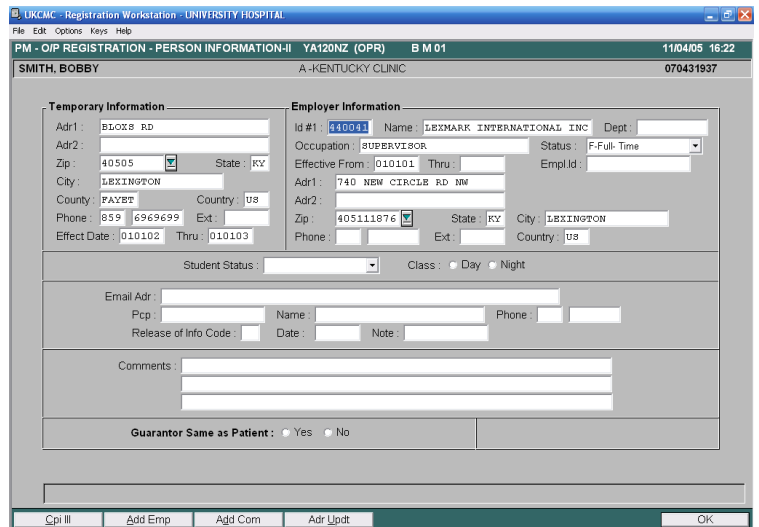 UKCMC - Registration Workstation - UNIVERSITY HOSPITAL
File Edit Options Keys Help
PM - O/P REGISTRATION - PERSON INFORMATION-II YA120NZ (OPR) B M 01 11/04/05 16:22
SMITH, BOBBY A -KENTUCKY CLINIC 070431937
Temporary Information
Adr1 : BLOXS RD
Adr2 :
Zip : 40505 State : KY
City : LEXINGTON
County : FAYET Country : US
Phone : 859 6969699 Ext :
Effect Date : 010102 Thru : 010103
Employer Information
Id #1 : 440041 Name : LEXMARK INTERNATIONAL INC Dept :
Occupation : SUPERVISOR Status : F-Full- Time
Effective From : 010101 Thru : Empl.Id :
Adr1 : 740 NEW CIRCLE RD NW
Adr2 :
Zip : 405111876 State : KY City : LEXINGTON
Phone : Ext : Country : US
Student Status : Class : Day Night
Email Adr :
Pcp : Name : Phone :
Release of Info Code : Date : Note :
Comments :
Guarantor Same as Patient : Yes No
Cpi III Add Emp Add Com Adr Updt OK